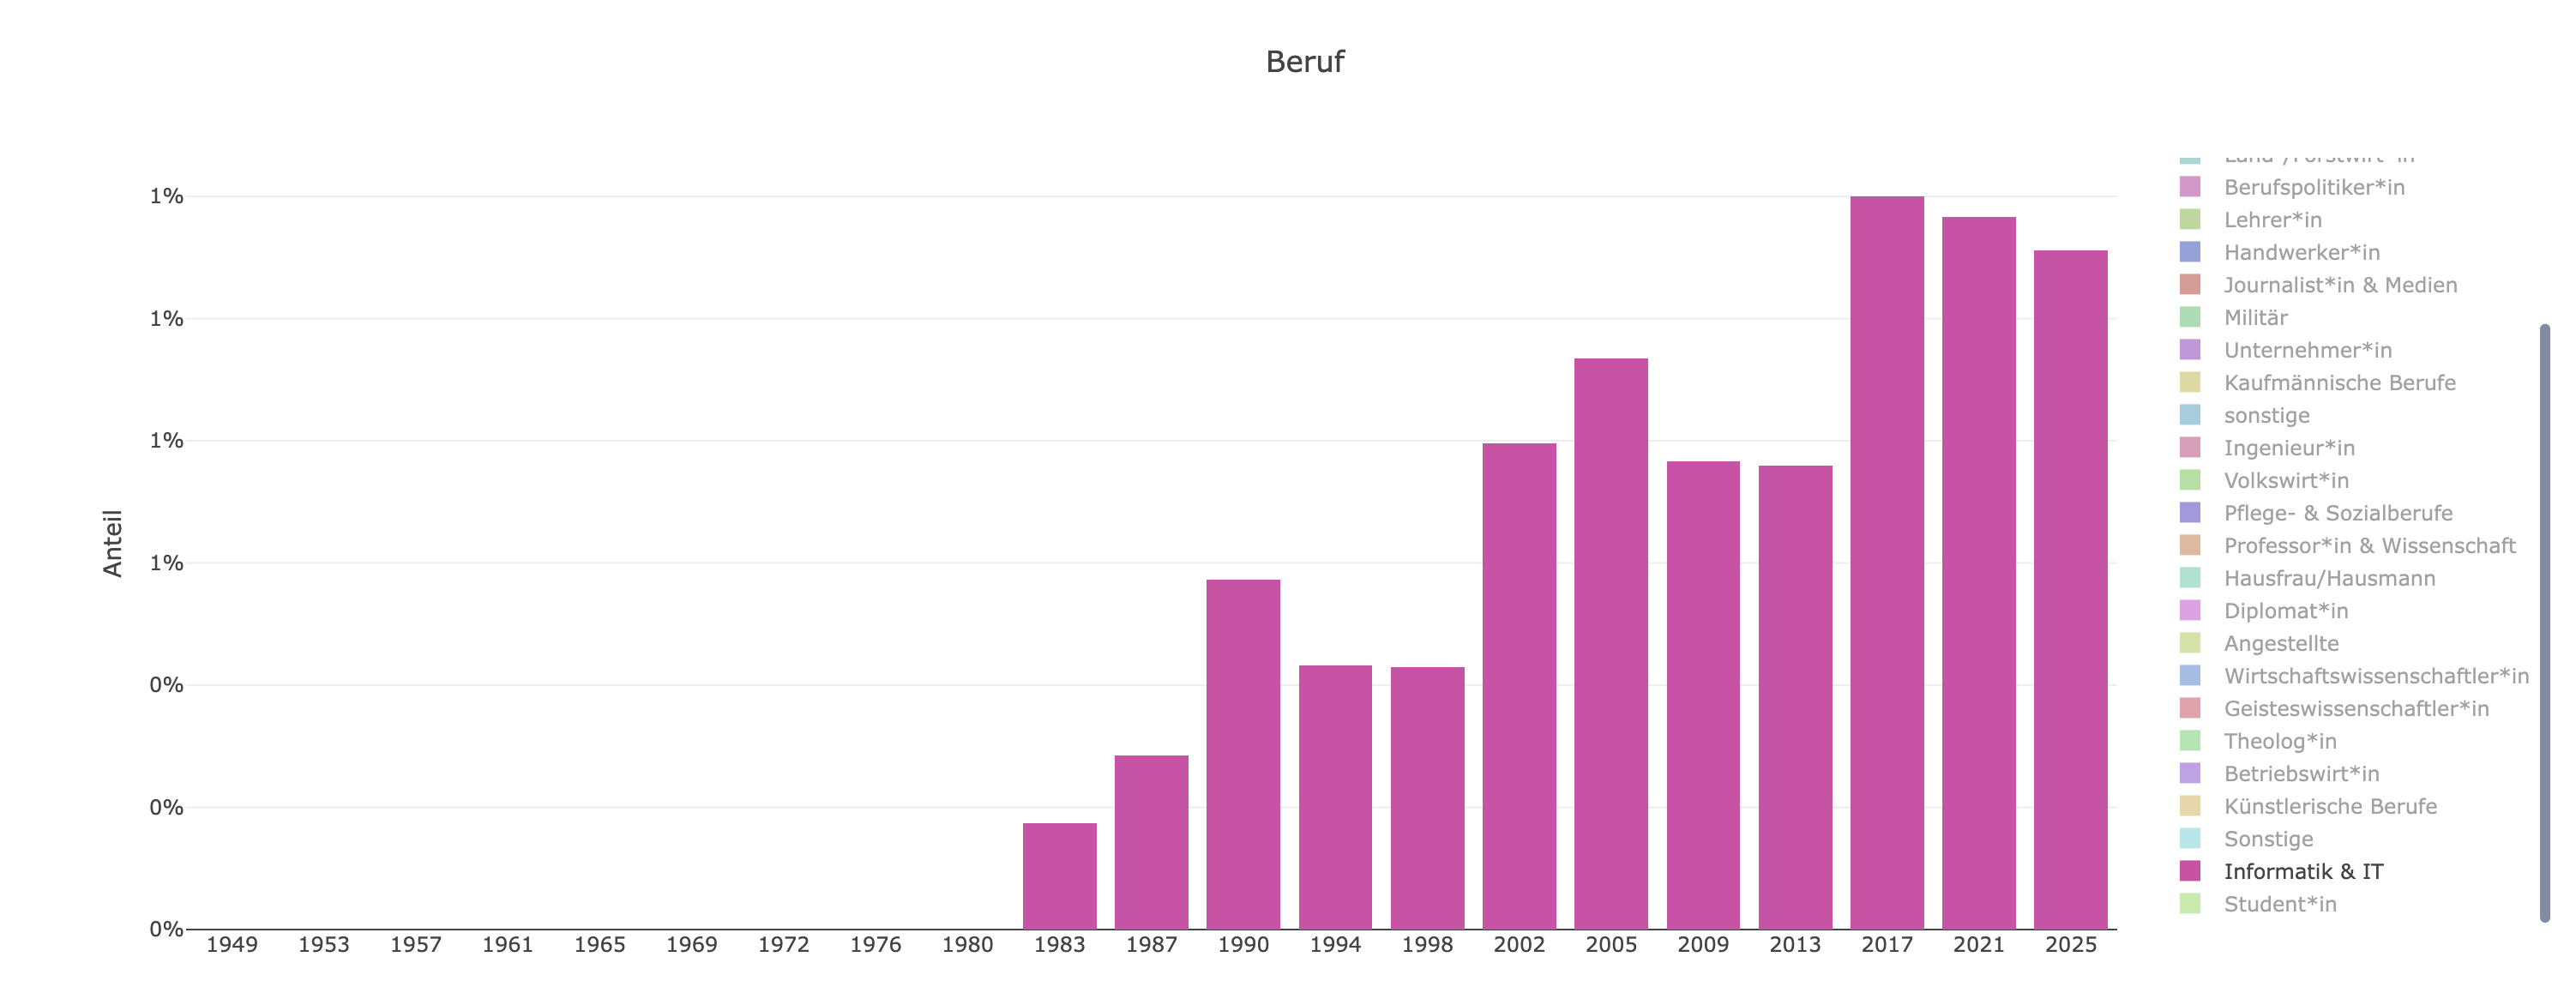 Beruf
1%
1%
1%
1%
0%
0%
0%
Anteil
1949 1953 1957 1961 1965 1969 1972 1976 1980 1983 1987 1990 1994 1998 2002 2005 2009 2013 2017 2021 2025
Berufspolitiker*in
Lehrer*in
Handwerker*in
Journalist*in & Medien
Militär
Unternehmer*in
Kaufmännische Berufe
sonstige
Ingenieur*in
Volkswirt*in
Pflege- & Sozialberufe
Professor*in & Wissenschaft
Hausfrau/Hausmann
Diplomat*in
Angestellte
Wirtschaftswissenschaftler*in
Geisteswissenschaftler*in
Theolog*in
Betriebswirt*in
Künstlerische Berufe
Sonstige
Informatik & IT
Student*in